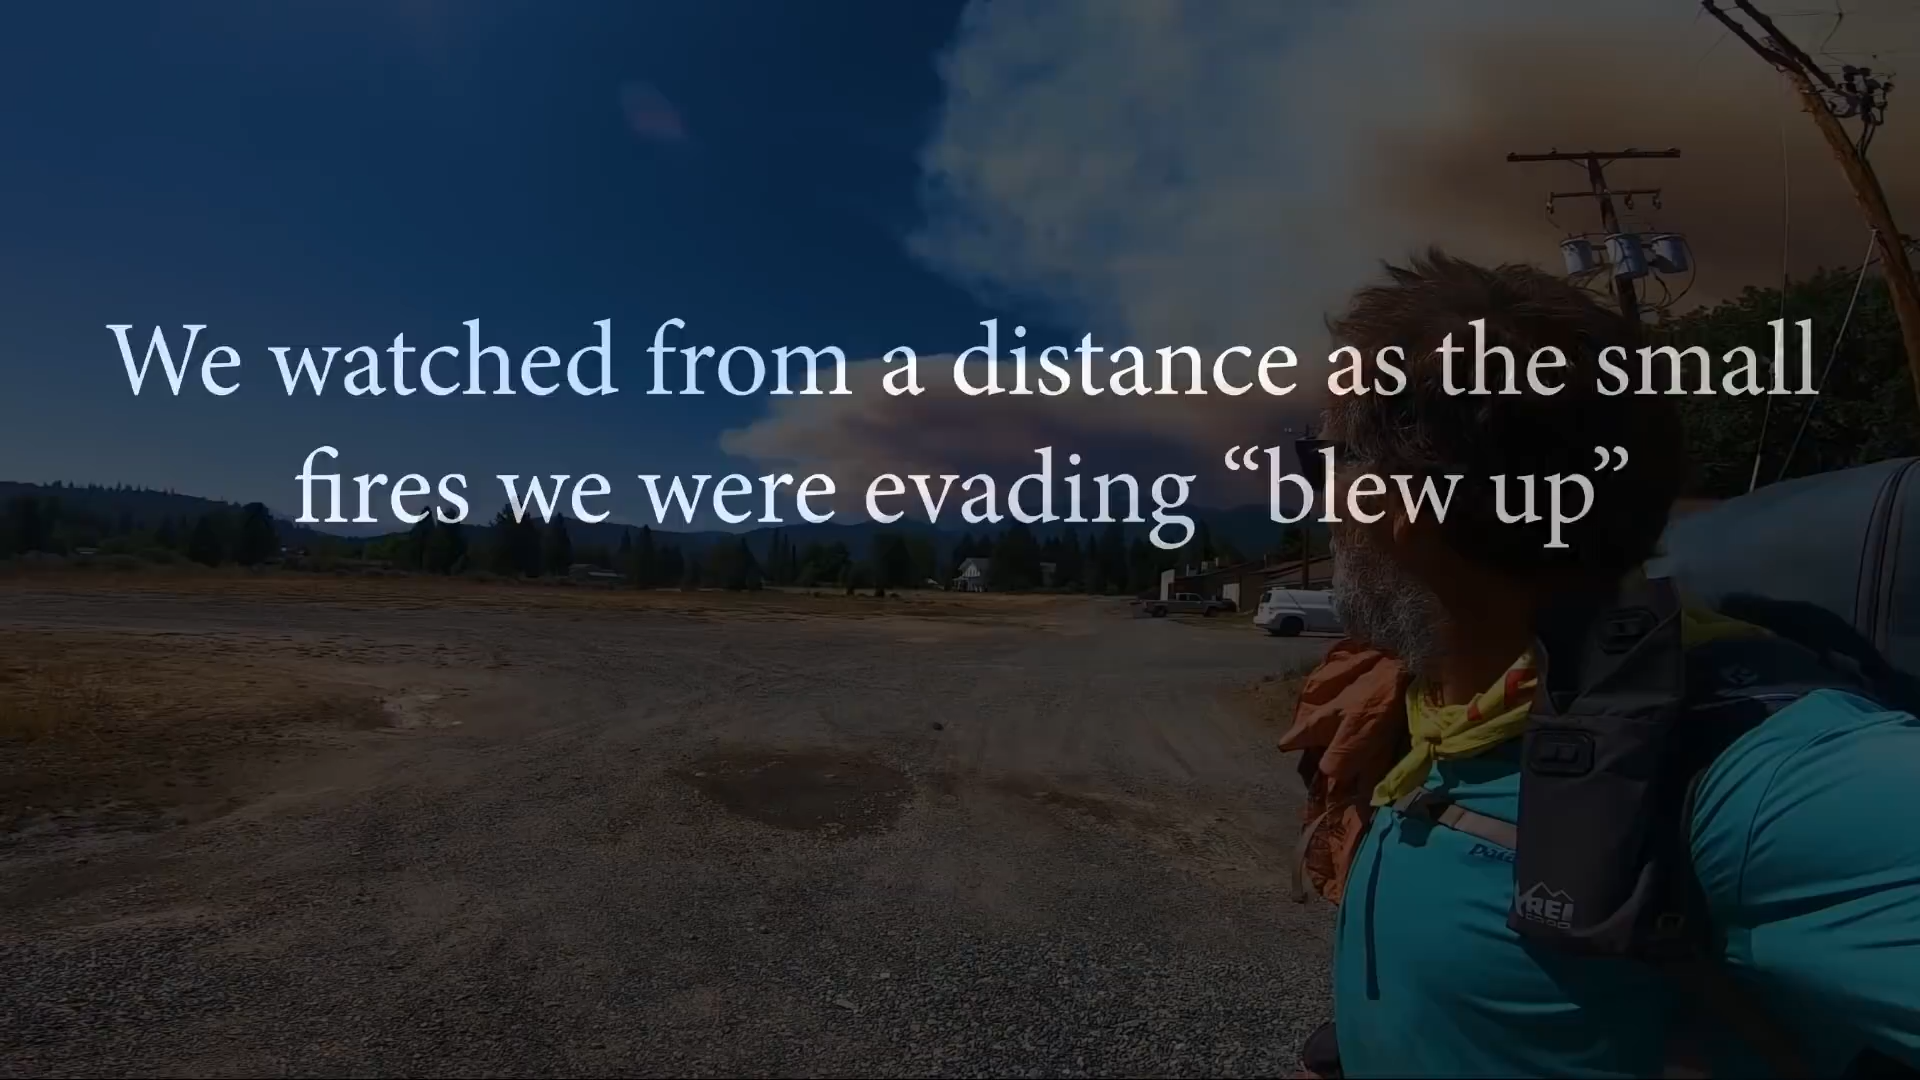 We watched from a distance as the small
fires we were evading “blew up”
REI